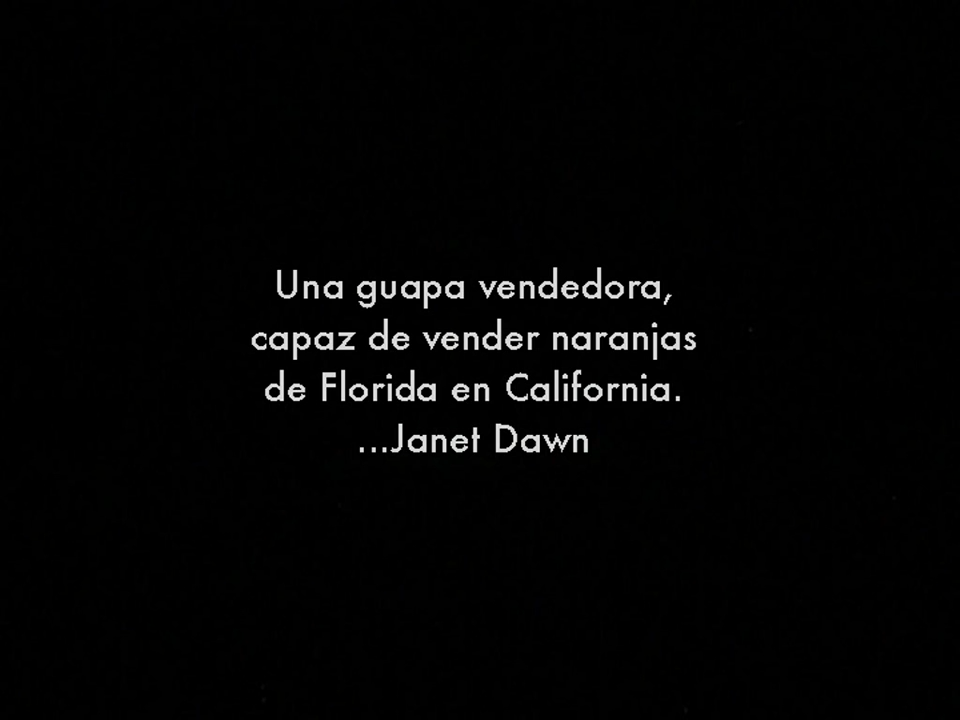 Una guapa vendedora,
capaz de vender naranjas
de Florida en California.
...Janet Dawn